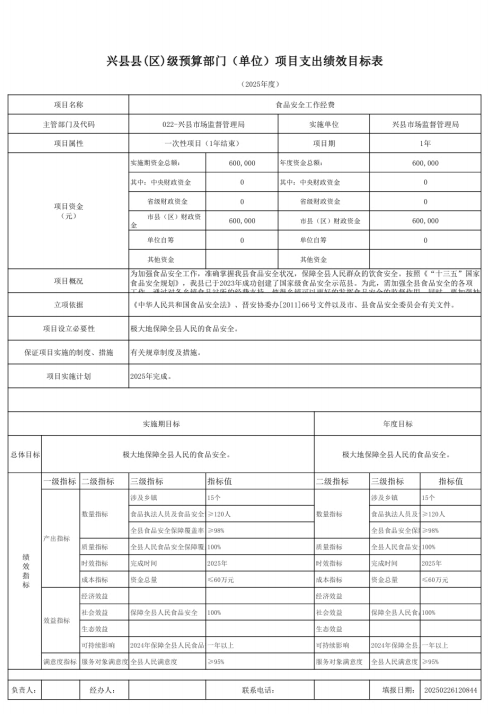 兴县县(区)级预算部门（单位）项目支出绩效目标表
（2025年度）
项目名称 食品安全工作经费
主管部门及代码 022-兴县市场监督管理局 实施单位 兴县市场监督管理局
项目属性 一次性项目（1年结束） 项目期 1年
项目资金（元）
实施期资金总额： 600,000 年度资金总额： 600,000
其中：中央财政资金 0 其中：中央财政资金 0
省级财政资金 0 省级财政资金 0
市县（区）财政资金 600,000 市县（区）财政资金 600,000
单位自筹 0 单位自筹 0
其他资金 其他资金
项目概况
为加强食品安全工作，准确掌握我县食品安全状况，保障全县人民群众的饮食安全。按照《“十三五”国家
食品安全规划》，我县已于2023年成功创建了国家级食品安全示范县。为此，需加强全县食品安全的各项
立项依据 《中华人民共和国食品安全法》、晋安协委办[2011]66号文件以及市、县食品安全委员会有关文件。
项目设立必要性 极大地保障全县人民的食品安全。
保证项目实施的制度、措施 有关规章制度及措施。
项目实施计划 2025年完成。
实施期目标 年度目标
总体目标 极大地保障全县人民的食品安全。 极大地保障全县人民的食品安全。
绩效指标
一级指标 二级指标 三级指标 指标值 二级指标 三级指标 指标值
产出指标
数量指标 涉及乡镇 15个 数量指标 涉及乡镇 15个
食品执法人员及食品安全 ≥120人 食品执法人员及 ≥120人
全县食品安全保障覆盖率 ≥98% 全县食品安全保 ≥98%
质量指标 全县人民食品安全保障覆 100% 质量指标 全县人民食品安 100%
时效指标 完成时间 2025年 时效指标 完成时间 2025年
成本指标 资金总量 ≤60万元 成本指标 资金总量 ≤60万元
效益指标
经济效益 经济效益
社会效益 保障全县人民食品安全 100% 社会效益 保障全县人民食 100%
生态效益 生态效益
可持续影响 2024年保障全县人民食品 一年以上 可持续影响 2024年保障全县 一年以上
满意度指标 服务对象满意度 全县人民满意度 ≥95% 服务对象满意度 全县人民满意度 ≥95%
负责人： 经办人： 联系电话： 填报日期： 20250226120844